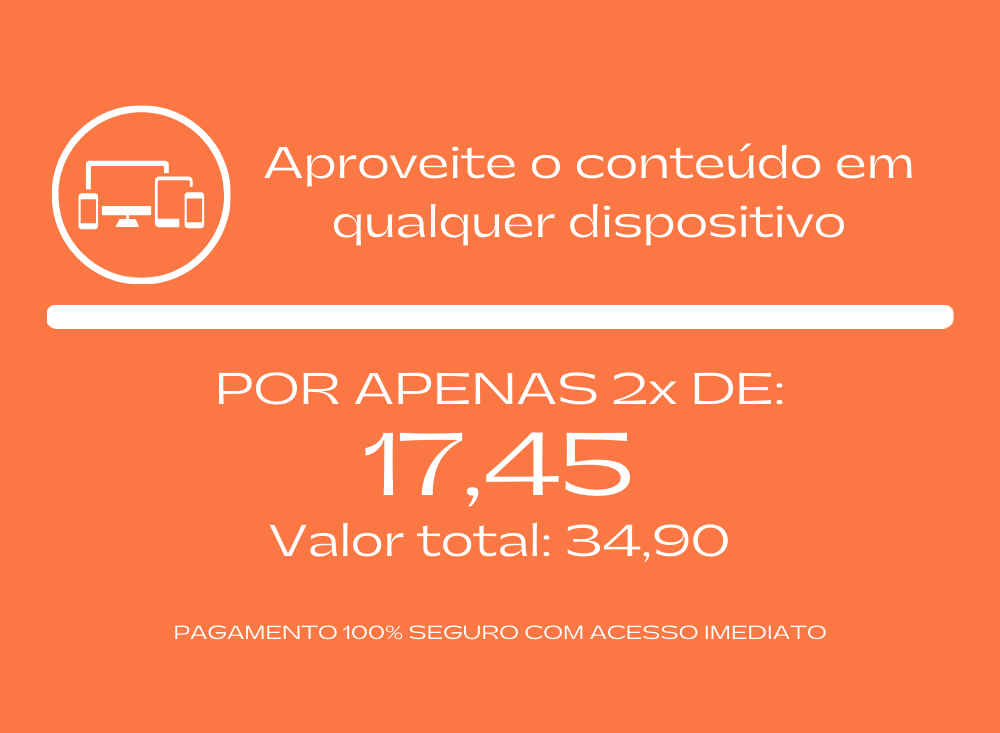 Aproveite o conteúdo em
qualquer dispositivo
POR APENAS 2x DE:
17,45
Valor total: 34,90
PAGAMENTO 100% SEGURO COM ACESSO IMEDIATO